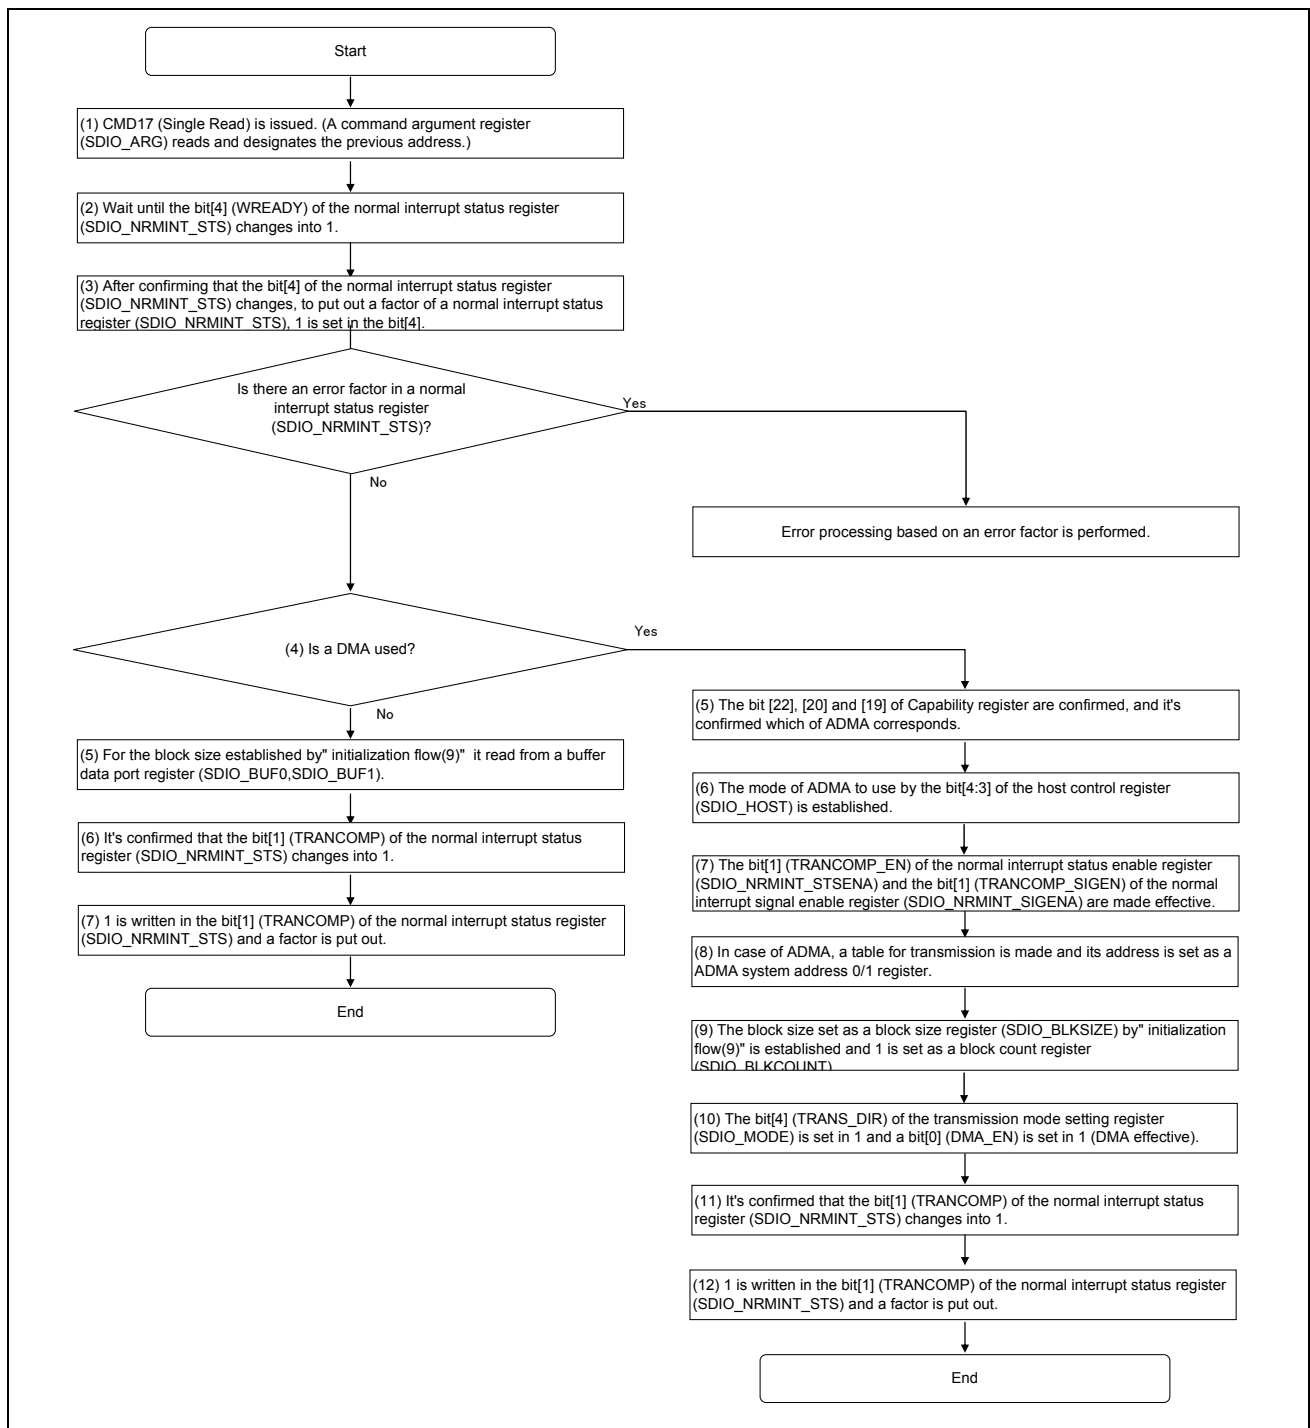 Start
(1) CMD17 (Single Read) is issued. (A command argument register
(SDIO_ARG) reads and designates the previous address.)
(2) Wait until the bit[4] (WREADY) of the normal interrupt status register
(SDIO_NRMINT_STS) changes into 1.
(3) After confirming that the bit[4] of the normal interrupt status register
(SDIO_NRMINT_STS) changes, to put out a factor of a normal interrupt status
register (SDIO_NRMINT_STS), 1 is set in the bit[4].
Is there an error factor in a normal
interrupt status register
(SDIO_NRMINT_STS)?
Yes
No
Error processing based on an error factor is performed.
(4) Is a DMA used?
Yes
No
(5) For the block size established by" initialization flow(9)"  it read from a buffer
data port register (SDIO_BUF0,SDIO_BUF1).
(6) It's confirmed that the bit[1] (TRANCOMP) of the normal interrupt status
register (SDIO_NRMINT_STS) changes into 1.
(7) 1 is written in the bit[1] (TRANCOMP) of the normal interrupt status register
(SDIO_NRMINT_STS) and a factor is put out.
End
(5) The bit [22], [20] and [19] of Capability register are confirmed, and it's
confirmed which of ADMA corresponds.
(6) The mode of ADMA to use by the bit[4:3] of the host control register
(SDIO_HOST) is established.
(7) The bit[1] (TRANCOMP_EN) of the normal interrupt status enable register
(SDIO_NRMINT_STSENA) and the bit[1] (TRANCOMP_SIGEN) of the normal
interrupt signal enable register (SDIO_NRMINT_SIGENA) are made effective.
(8) In case of ADMA, a table for transmission is made and its address is set as a
ADMA system address 0/1 register.
(9) The block size set as a block size register (SDIO_BLKSIZE) by" initialization
flow(9)" is established and 1 is set as a block count register
(SDIO_BLKCOUNT)
(10) The bit[4] (TRANS_DIR) of the transmission mode setting register
(SDIO_MODE) is set in 1 and a bit[0] (DMA_EN) is set in 1 (DMA effective).
(11) It's confirmed that the bit[1] (TRANCOMP) of the normal interrupt status
register (SDIO_NRMINT_STS) changes into 1.
(12) 1 is written in the bit[1] (TRANCOMP) of the normal interrupt status register
(SDIO_NRMINT_STS) and a factor is put out.
End